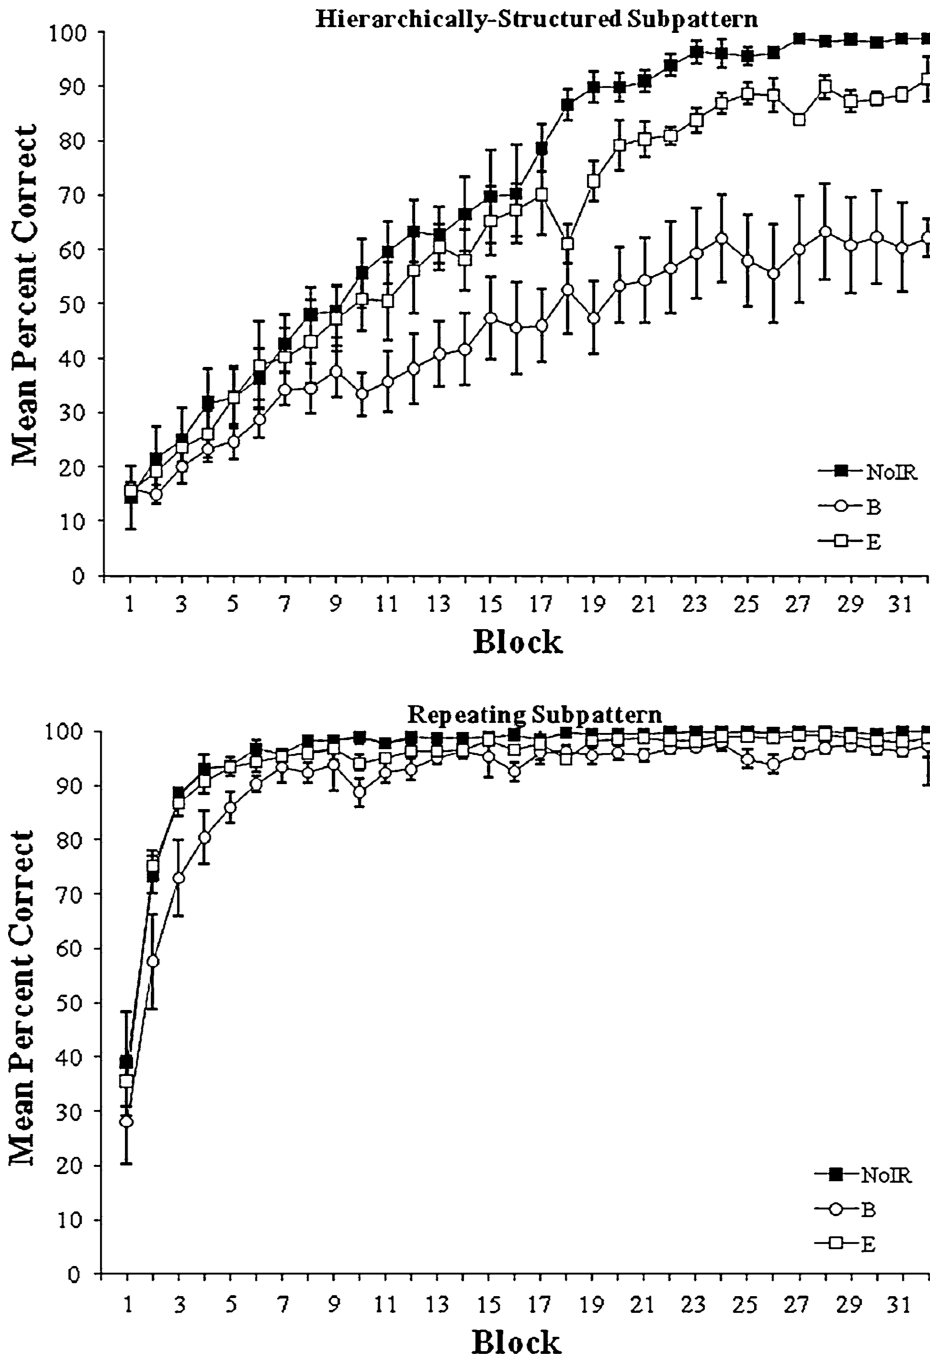 Hierarchically-Structured Subpattern
100
90
80
70
60
50
40
30
20
10
0
Mean Percent Correct
NoIR
B
E
1 3 5 7 9 11 13 15 17 19 21 23 25 27 29 31
Block
Repeating Subpattern
100
90
80
70
60
50
40
30
20
10
0
Mean Percent Correct
NoIR
B
E
1 3 5 7 9 11 13 15 17 19 21 23 25 27 29 31
Block